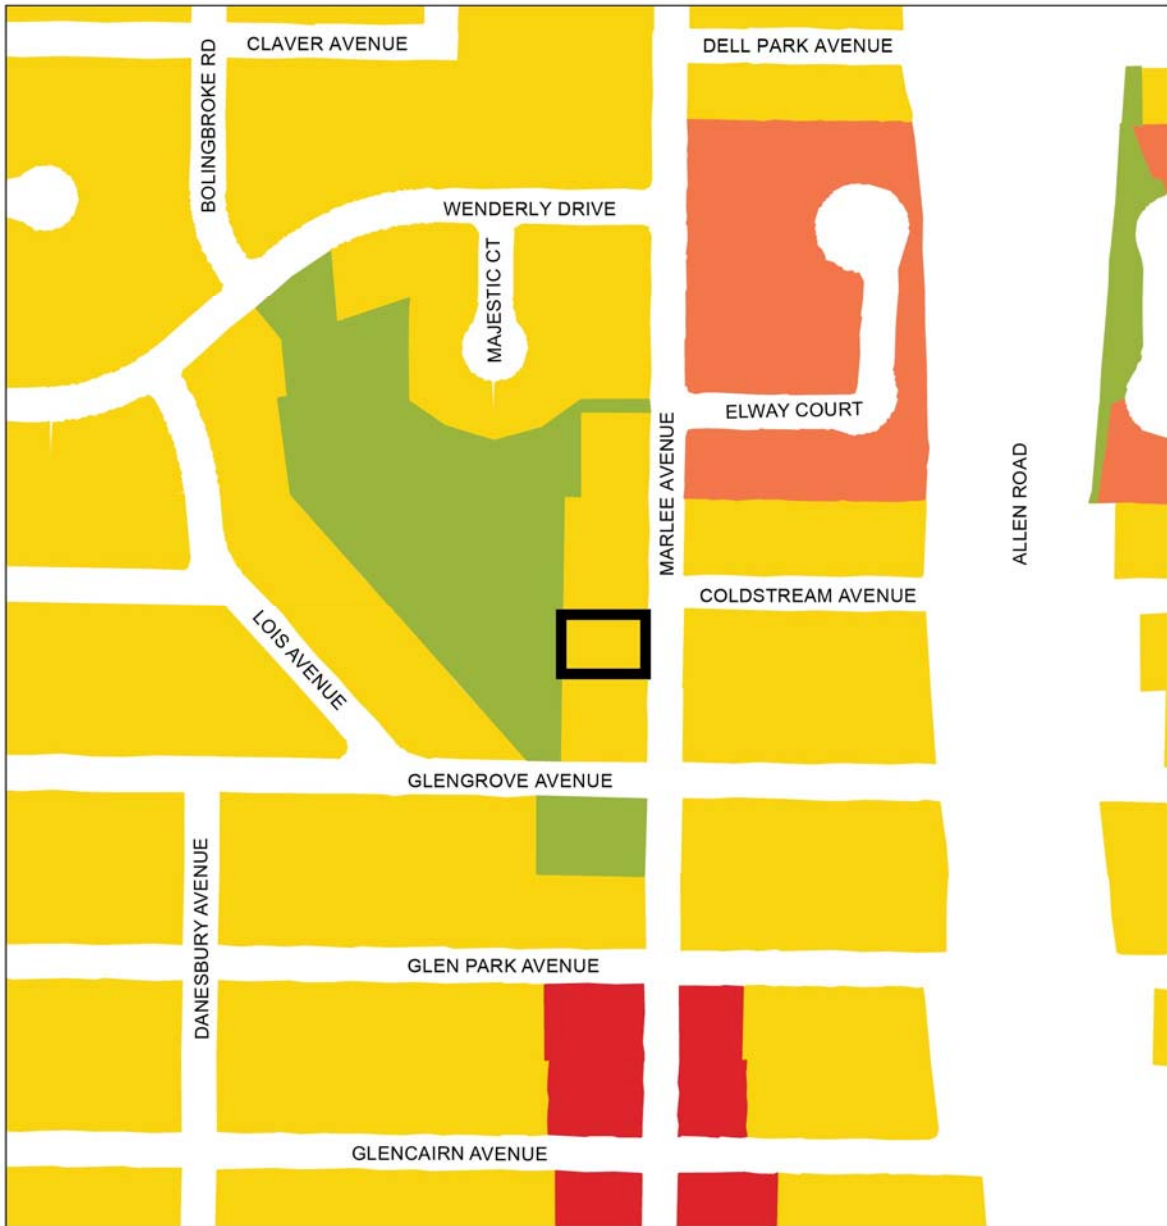 CLAVER AVENUE
DELL PARK AVENUE
BOLINGBROKE RD
WENDERLY DRIVE
MAJESTIC CT
ELWAY COURT
MARLEE AVENUE
ALLEN ROAD
COLDSTREAM AVENUE
LOIS AVENUE
GLENGROVE AVENUE
DANESBURY AVENUE
GLEN PARK AVENUE
GLENCAIRN AVENUE